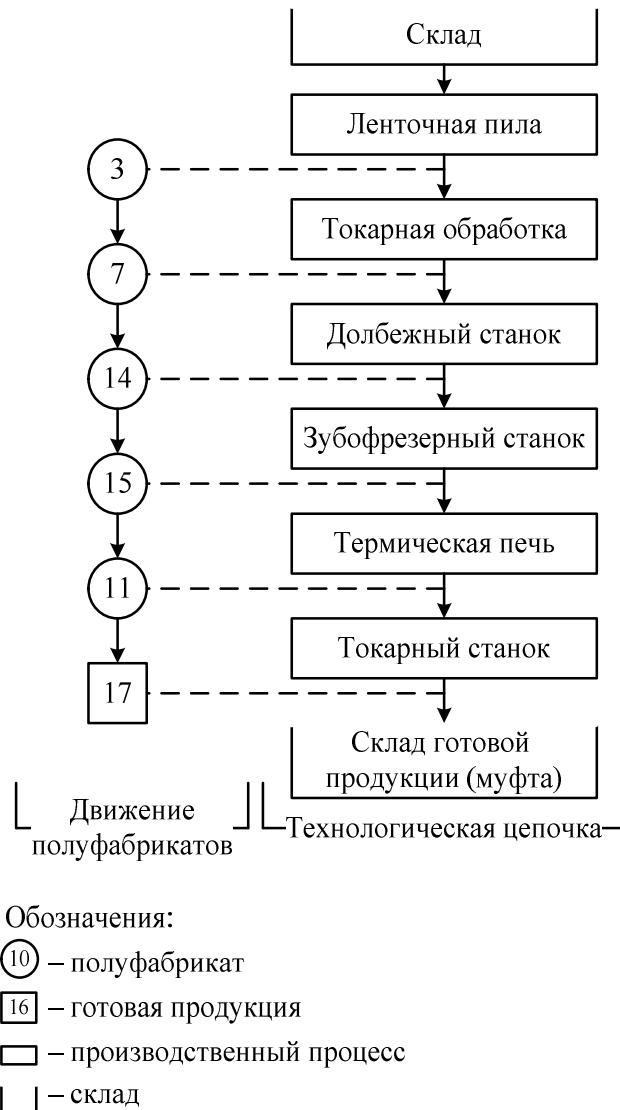 Склад
Ленточная пила
3
Токарная обработка
7
Долбежный станок
14
Зубофрезерный станок
15
Термическая печь
11
Токарный станок
17
Склад готовой
продукции (муфта)
Движение
полуфабрикатов
Технологическая цепочка
Обозначения:
10 – полуфабрикат
16 – готовая продукция
– производственный процесс
– склад